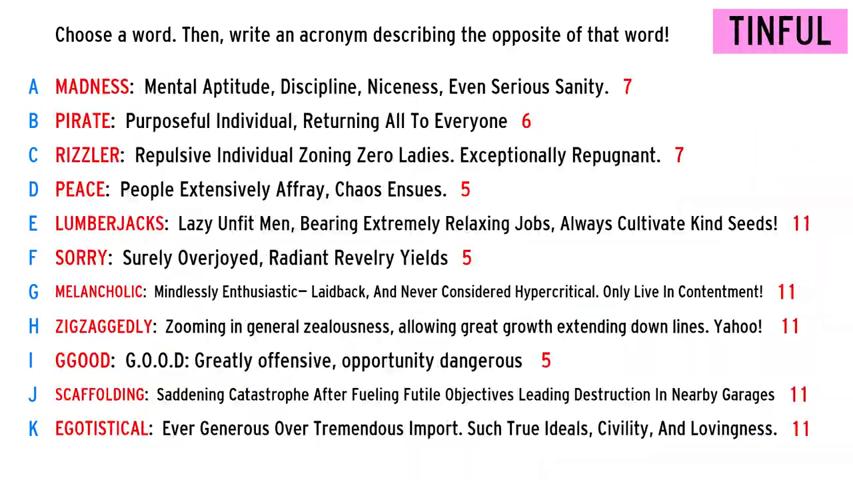 Choose a word. Then, write an acronym describing the opposite of that word!
TINFUL
A MADNESS: Mental Aptitude, Discipline, Niceness, Even Serious Sanity. 7
B PIRATE: Purposeful Individual, Returning All To Everyone 6
C RIZZLER: Repulsive Individual Zoning Zero Ladies. Exceptionally Repugnant. 7
D PEACE: People Extensively Affray, Chaos Ensues. 5
E LUMBERJACKS: Lazy Unfit Men, Bearing Extremely Relaxing Jobs, Always Cultivate Kind Seeds! 11
F SORRY: Surely Overjoyed, Radiant Revelry Yields 5
G MELANCHOLIC: Mindlessly Enthusiastic— Laidback, And Never Considered Hypercritical. Only Live In Contentment! 11
H ZIGZAGGEDLY: Zooming in general zealousness, allowing great growth extending down lines. Yahoo! 11
I GGOOD: G.O.O.D: Greatly offensive, opportunity dangerous 5
J SCAFFOLDING: Saddening Catastrophe After Fueling Futile Objectives Leading Destruction In Nearby Garages 11
K EGOTISTICAL: Ever Generous Over Tremendous Import. Such True Ideals, Civility, And Lovingness. 11